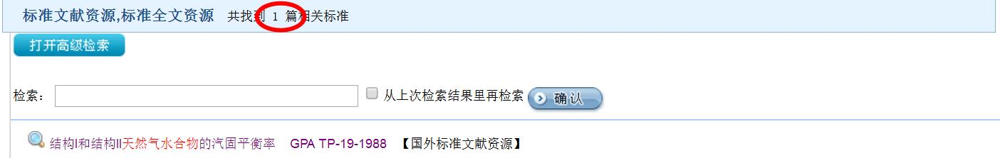 标准文献资源,标准全文资源 共找到 1 篇相关标准
打开高级检索
检索： 从上次检索结果里再检索 确认
结构I和结构II天然气水合物的汽固平衡率 GPA TP-19-1988 【国外标准文献资源】